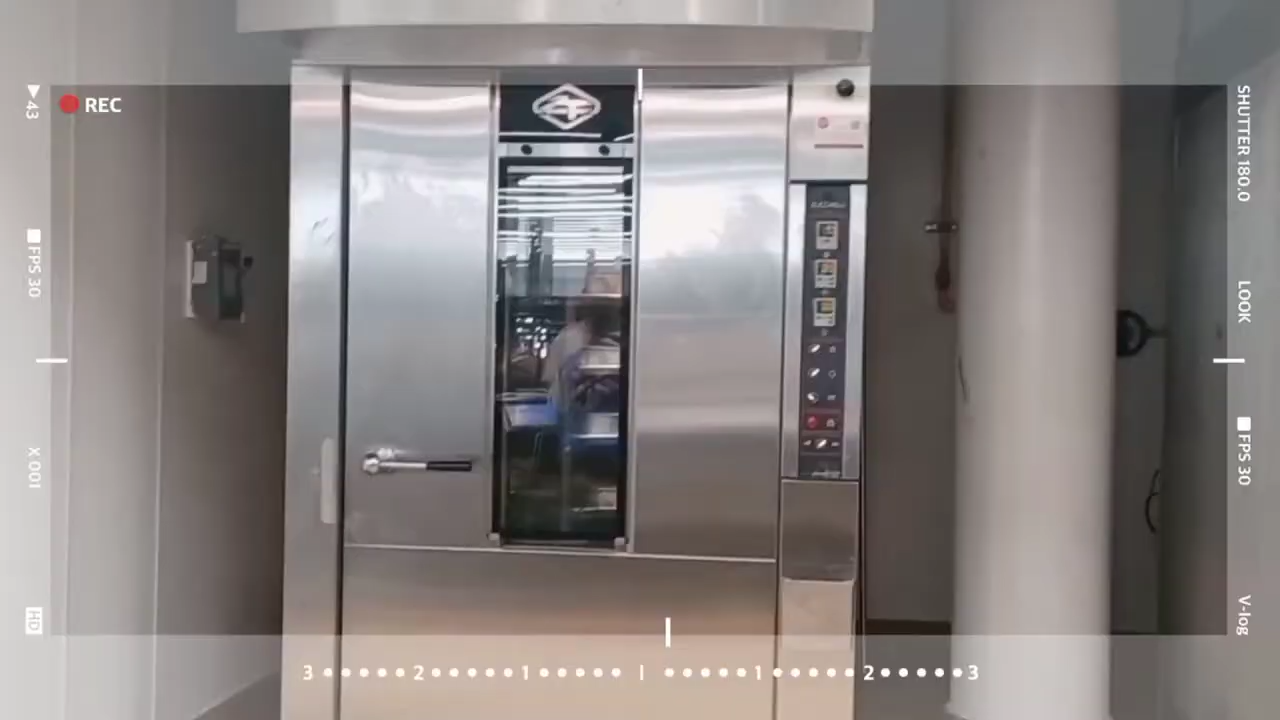 ▶43
REC
FPS 30
X 001
HD
SHUTTER 180.0
LOOK
FPS 30
V-log
3 2 1 1 2 3